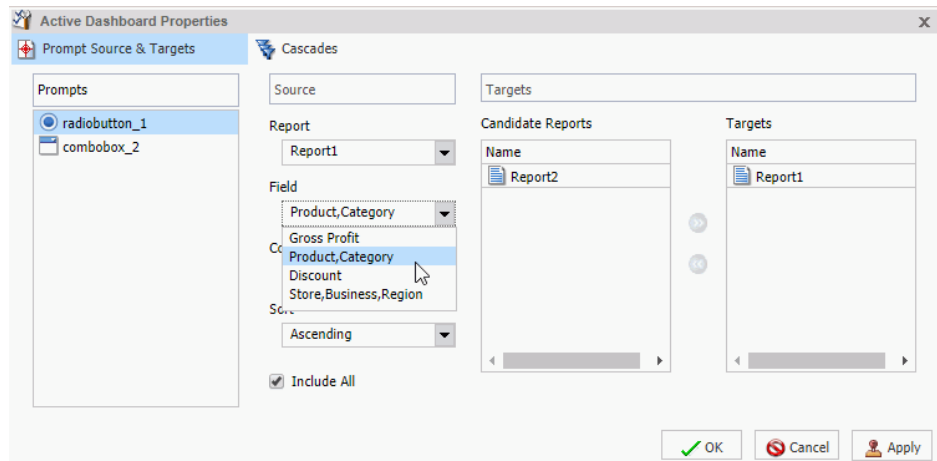 Active Dashboard Properties
x
Prompt Source & Targets
Cascades
Prompts
radiobutton_1
combobox_2
Source
Report
Report1
Field
Product,Category
Gross Profit
Product,Category
Discount
Store,Business,Region
Ascending
Include All
Targets
Candidate Reports
Name
Report2
Targets
Name
Report1
OK
Cancel
Apply